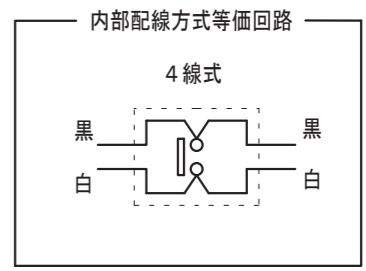 内部配線方式等価回路
４線式
黒 黒
白 白